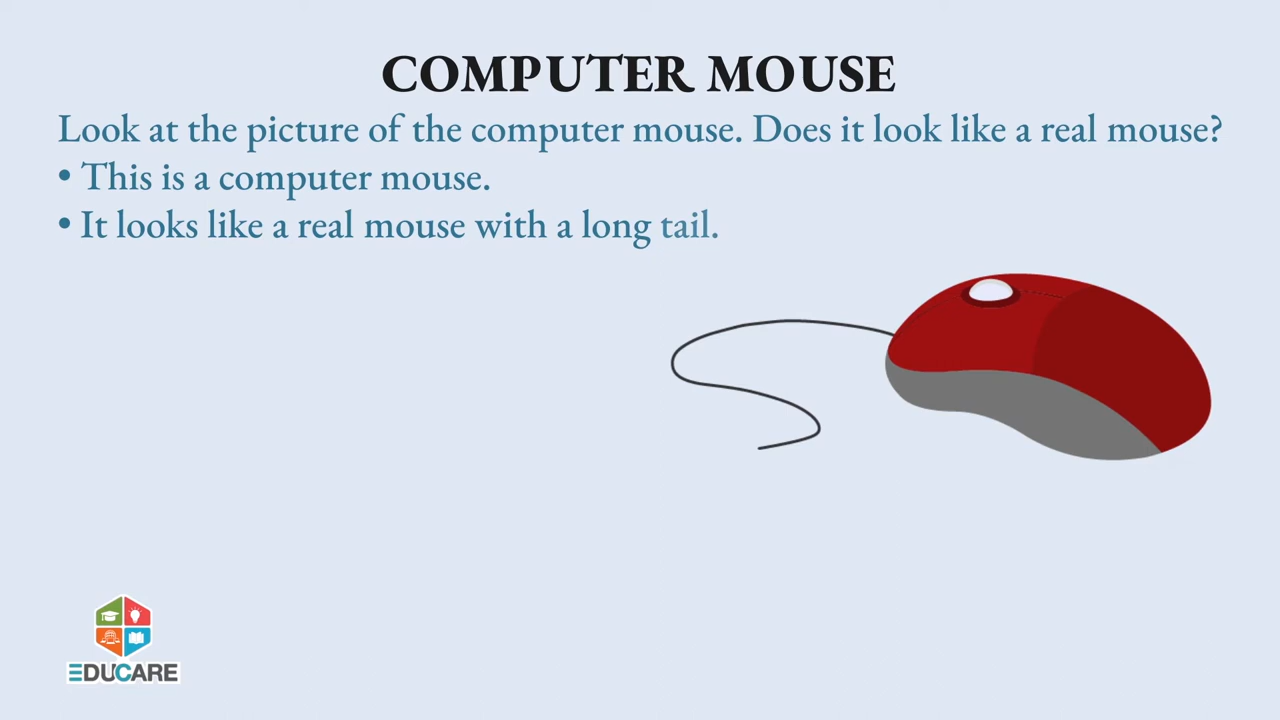 COMPUTER MOUSE
Look at the picture of the computer mouse. Does it look like a real mouse?
• This is a computer mouse.
• It looks like a real mouse with a long tail.
EDUCARE